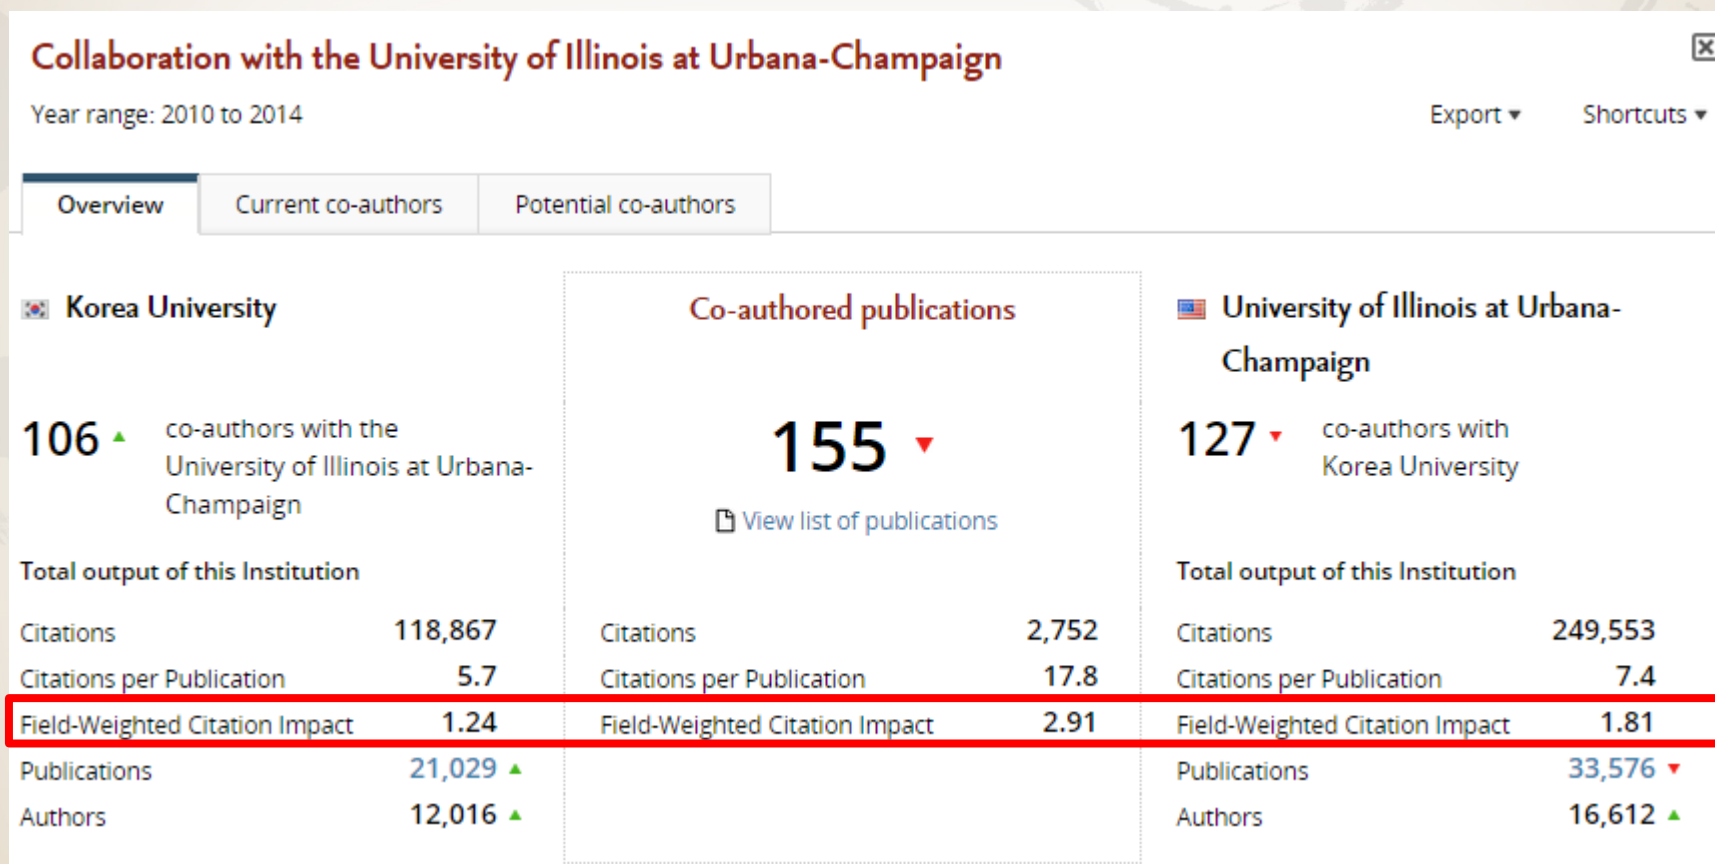 Collaboration with the University of Illinois at Urbana-Champaign
Year range: 2010 to 2014
Export
Shortcuts
Overview
Current co-authors
Potential co-authors
Korea University
106
co-authors with the
University of Illinois at Urbana-
Champaign
Total output of this Institution
Citations 118,867
Citations per Publication 5.7
Field-Weighted Citation Impact 1.24
Publications 21,029
Authors 12,016
Co-authored publications
155
View list of publications
Citations 2,752
Citations per Publication 17.8
Field-Weighted Citation Impact 2.91
University of Illinois at Urbana-
Champaign
127
co-authors with
Korea University
Total output of this Institution
Citations 249,553
Citations per Publication 7.4
Field-Weighted Citation Impact 1.81
Publications 33,576
Authors 16,612